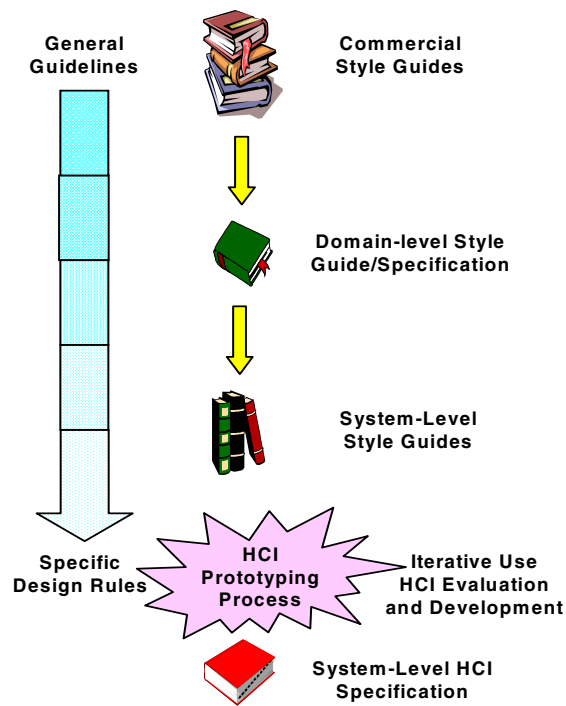 General
Guidelines
Commercial
Style Guides
Domain-level Style
Guide/Specification
System-Level
Style Guides
Specific
Design Rules
HCI
Prototyping
Process
Iterative Use
HCI Evaluation
and Development
System-Level HCI
Specification